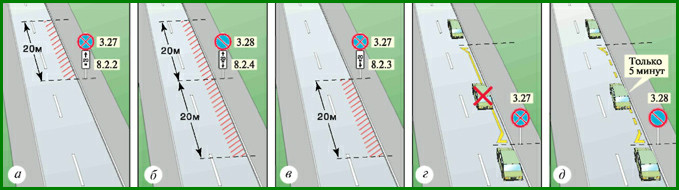 20м
3.27
8.2.2
а
20м
3.28
8.2.4
20м
б
3.27
8.2.3
20м
в
3.27
г
Только
5 минут
3.28
д